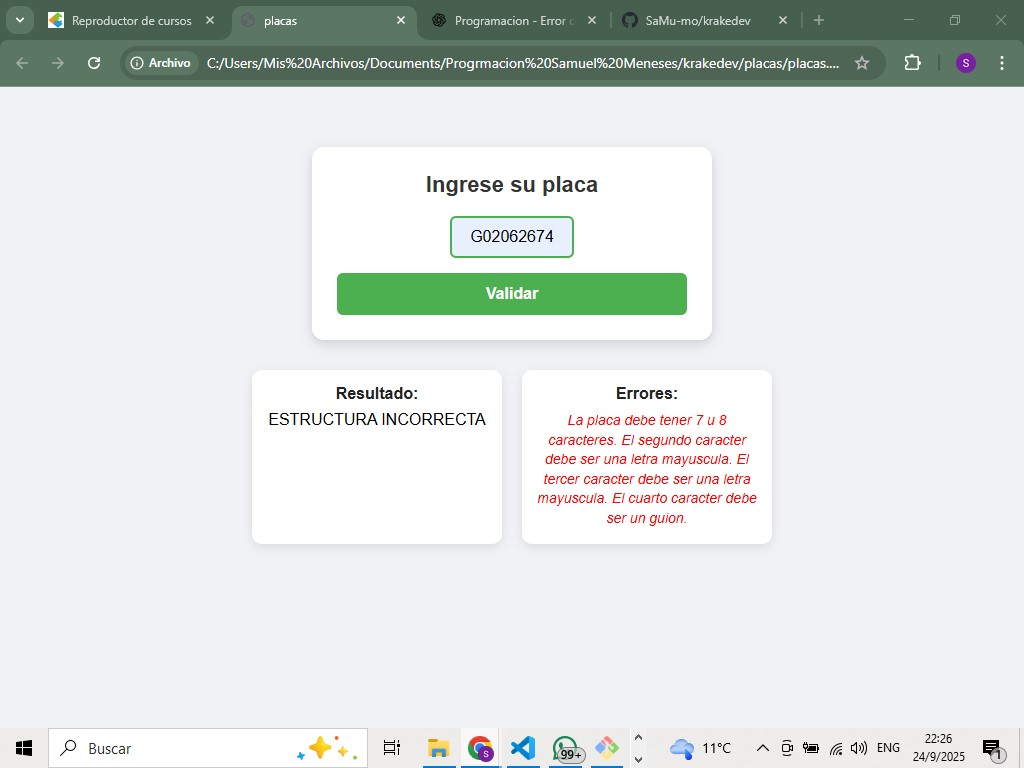 Reproductor de cursos
placas
Programacion - Error c
SaMu-mo/krakedev
Archivo
C:/Users/Mis%20Archivos/Documents/Progrmacion%20Samuel%20Meneses/krakedev/placas/placas....
S
Ingrese su placa
G02062674
Validar
Resultado:
ESTRUCTURA INCORRECTA
Errores:
La placa debe tener 7 u 8
caracteres. El segundo caracter
debe ser una letra mayuscula. El
tercer caracter debe ser una letra
mayuscula. El cuarto caracter debe
ser un guion.
Buscar
S
99+
11°C
ENG
22:26
24/9/2025
1